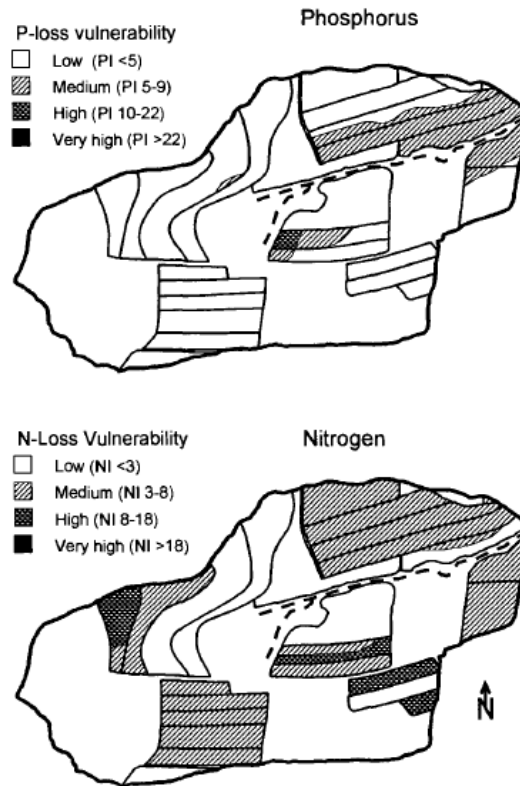 Phosphorus
P-loss vulnerability
Low (PI <5)
Medium (PI 5-9)
High (PI 10-22)
Very high (PI >22)
Nitrogen
N-Loss Vulnerability
Low (NI <3)
Medium (NI 3-8)
High (NI 8-18)
Very high (NI >18)
N